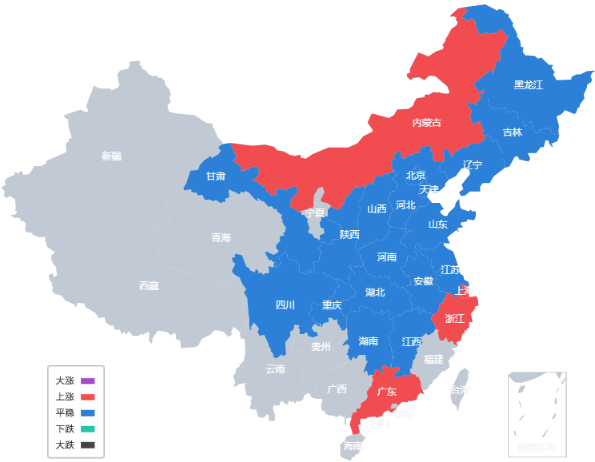 黑龙江
内蒙古
吉林
新疆
辽宁
甘肃
北京
天津
河北
山西
宁夏
山东
陕西
青海
河南
江苏
安徽
西藏
上海
湖北
四川
重庆
浙江
湖南
江西
贵州
福建
云南
大涨
广西
广东
台湾
上涨
平稳
下跌
大跌
海南